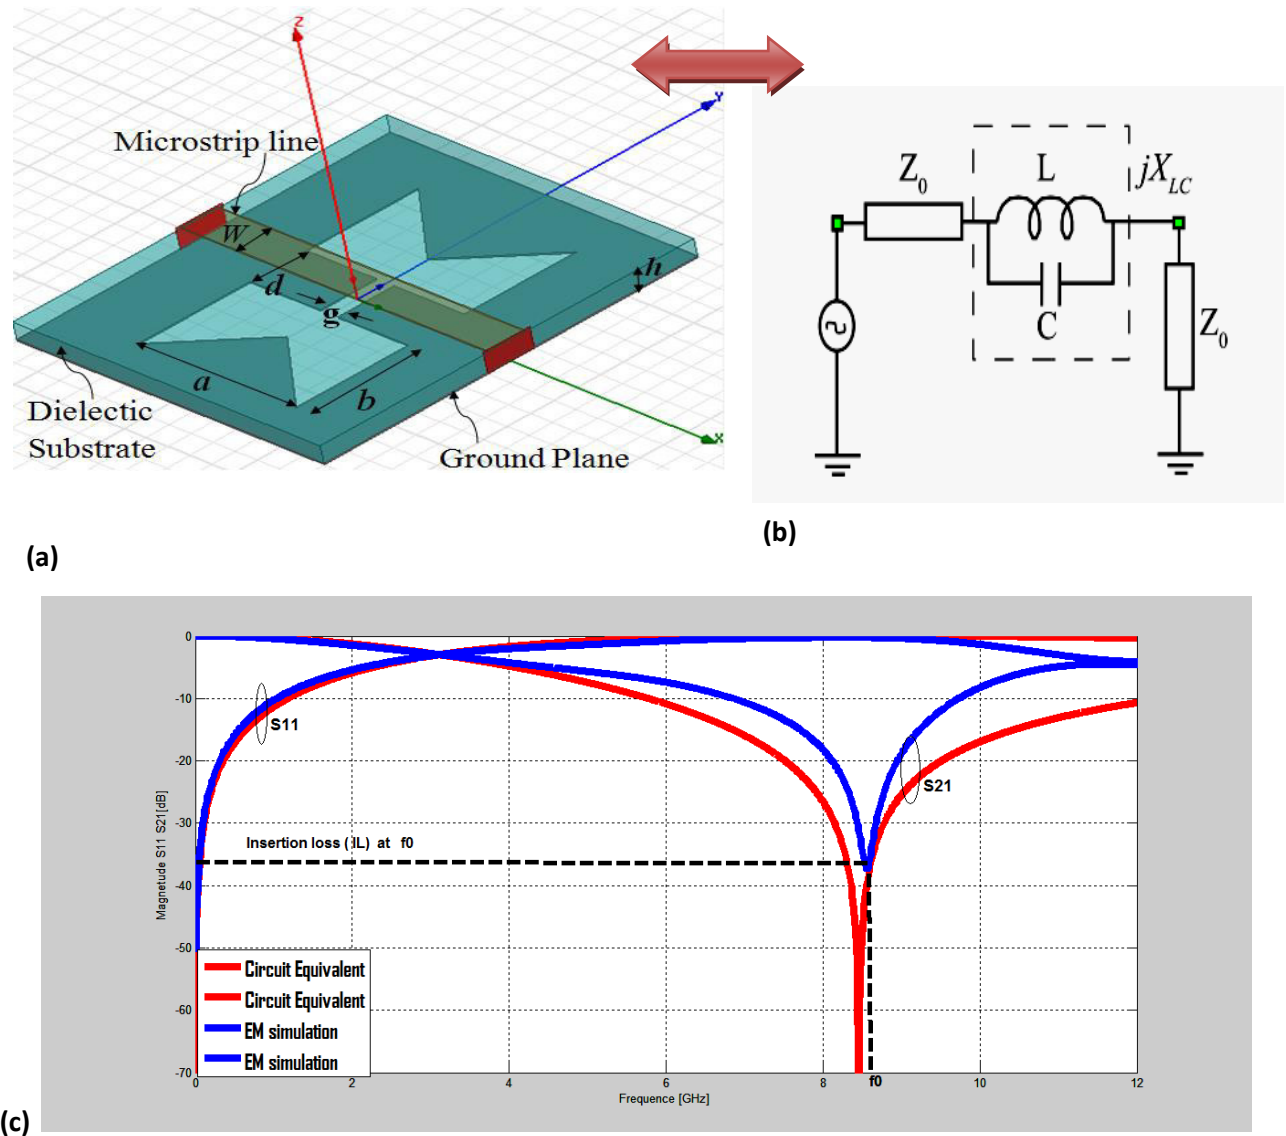 Z
Y
Microstrip line
W
d
g
h
a
b
Dielectic
Substrate
Ground Plane
X
(a)
Z0
L
jXLC
C
Z0
(b)
0
-10
-20
-30
-40
-50
-60
-70
Magnitude S11 S21[dB]
S11
S21
Insertion loss ( IL) at f0
Circuit Equivalent
Circuit Equivalent
EM simulation
EM simulation
0 2 4 6 8 f0 10 12
Frequence [GHz]
(c)